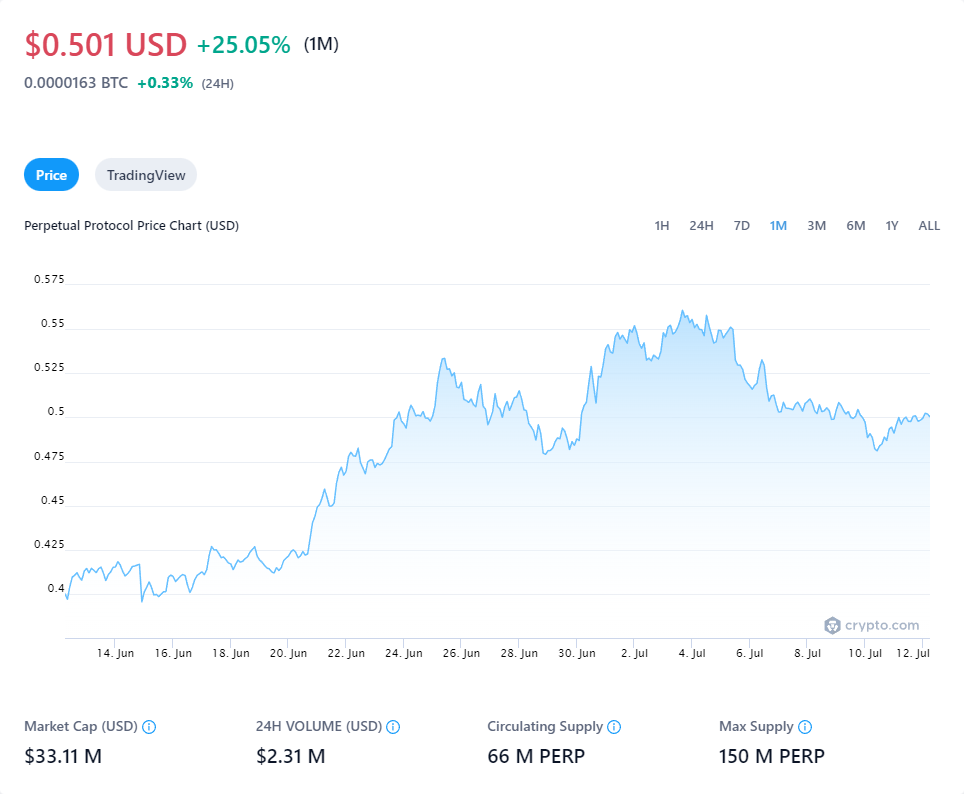 $0.501 USD +25.05% (1M)
0.0000163 BTC +0.33% (24H)
Price TradingView
Perpetual Protocol Price Chart (USD) 1H 24H 7D 1M 3M 6M 1Y ALL
0.575
0.55
0.525
0.5
0.475
0.45
0.425
0.4
crypto.com
14. Jun 16. Jun 18. Jun 20. Jun 22. Jun 24. Jun 26. Jun 28. Jun 30. Jun 2. Jul 4. Jul 6. Jul 8. Jul 10. Jul 12. Jul
Market Cap (USD) 24H VOLUME (USD) Circulating Supply Max Supply
$33.11 M $2.31 M 66 M PERP 150 M PERP